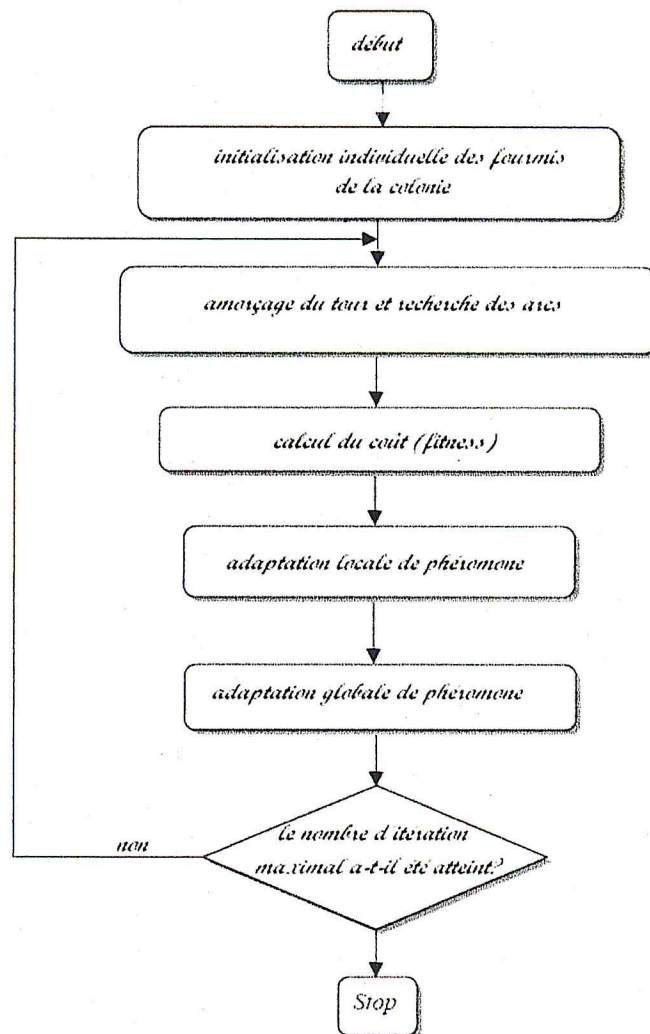 début
initialisation individuelle des fourmis
de la colonie
amorçage du tour et recherche des arcs
calcul du coût (fitness)
adaptation locale de phéromone
adaptation globale de phéromone
le nombre d'itération
maximal a-t-il été atteint?
non
Stop